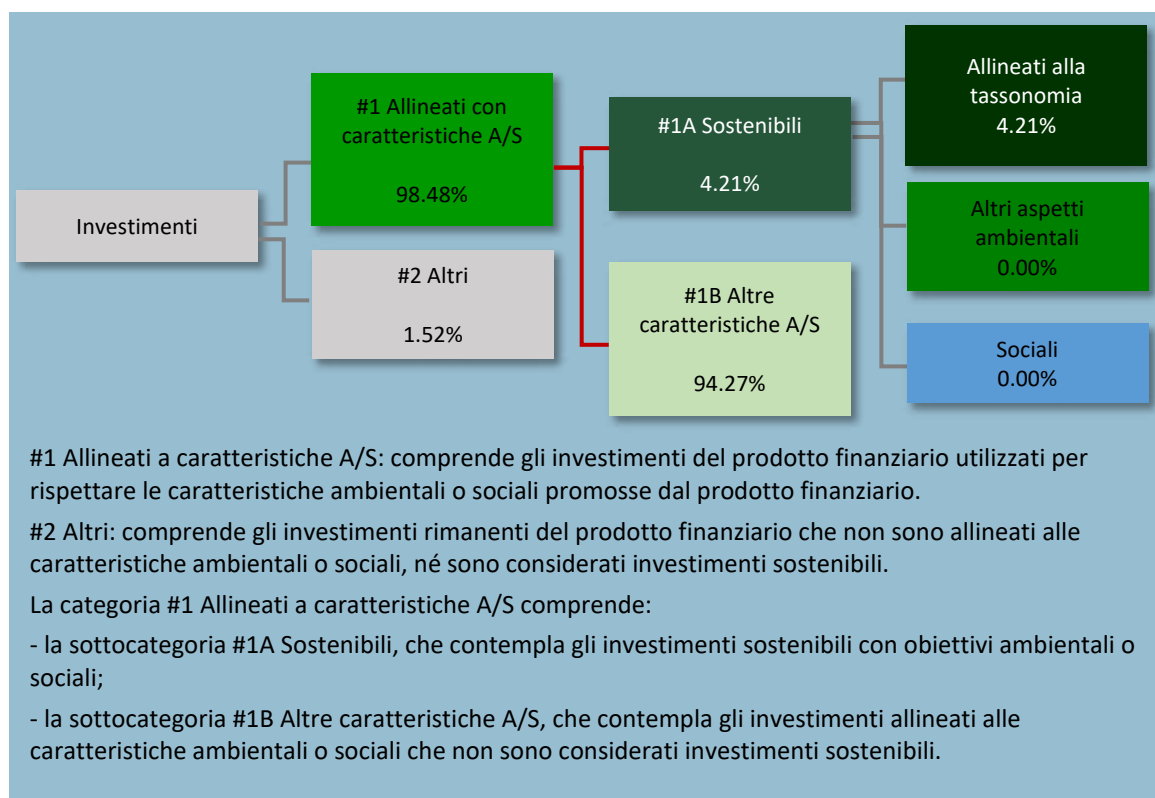 Investimenti
#1 Allineati con
caratteristiche A/S
98.48%
#2 Altri
1.52%
#1A Sostenibili
4.21%
#1B Altre
caratteristiche A/S
94.27%
Allineati alla
tassonomia
4.21%
Altri aspetti
ambientali
0.00%
Sociali
0.00%
#1 Allineati a caratteristiche A/S: comprende gli investimenti del prodotto finanziario utilizzati per
rispettare le caratteristiche ambientali o sociali promosse dal prodotto finanziario.
#2 Altri: comprende gli investimenti rimanenti del prodotto finanziario che non sono allineati alle
caratteristiche ambientali o sociali, né sono considerati investimenti sostenibili.
La categoria #1 Allineati a caratteristiche A/S comprende:
- la sottocategoria #1A Sostenibili, che contempla gli investimenti sostenibili con obiettivi ambientali o
sociali;
- la sottocategoria #1B Altre caratteristiche A/S, che contempla gli investimenti allineati alle
caratteristiche ambientali o sociali che non sono considerati investimenti sostenibili.